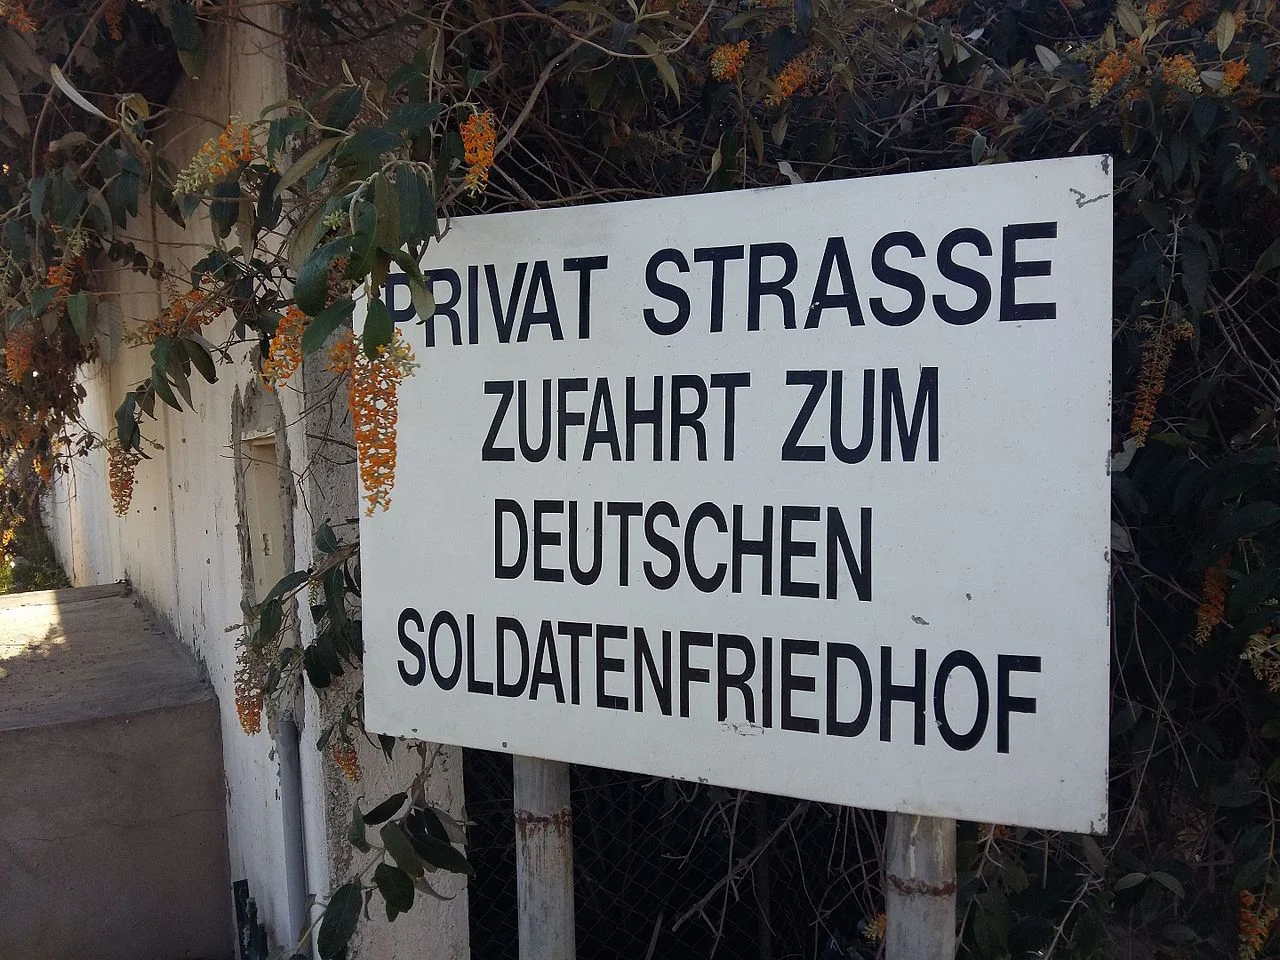 PRIVAT STRASSE
ZUFAHRT ZUM
DEUTSCHEN
SOLDATENFRIEDHOF